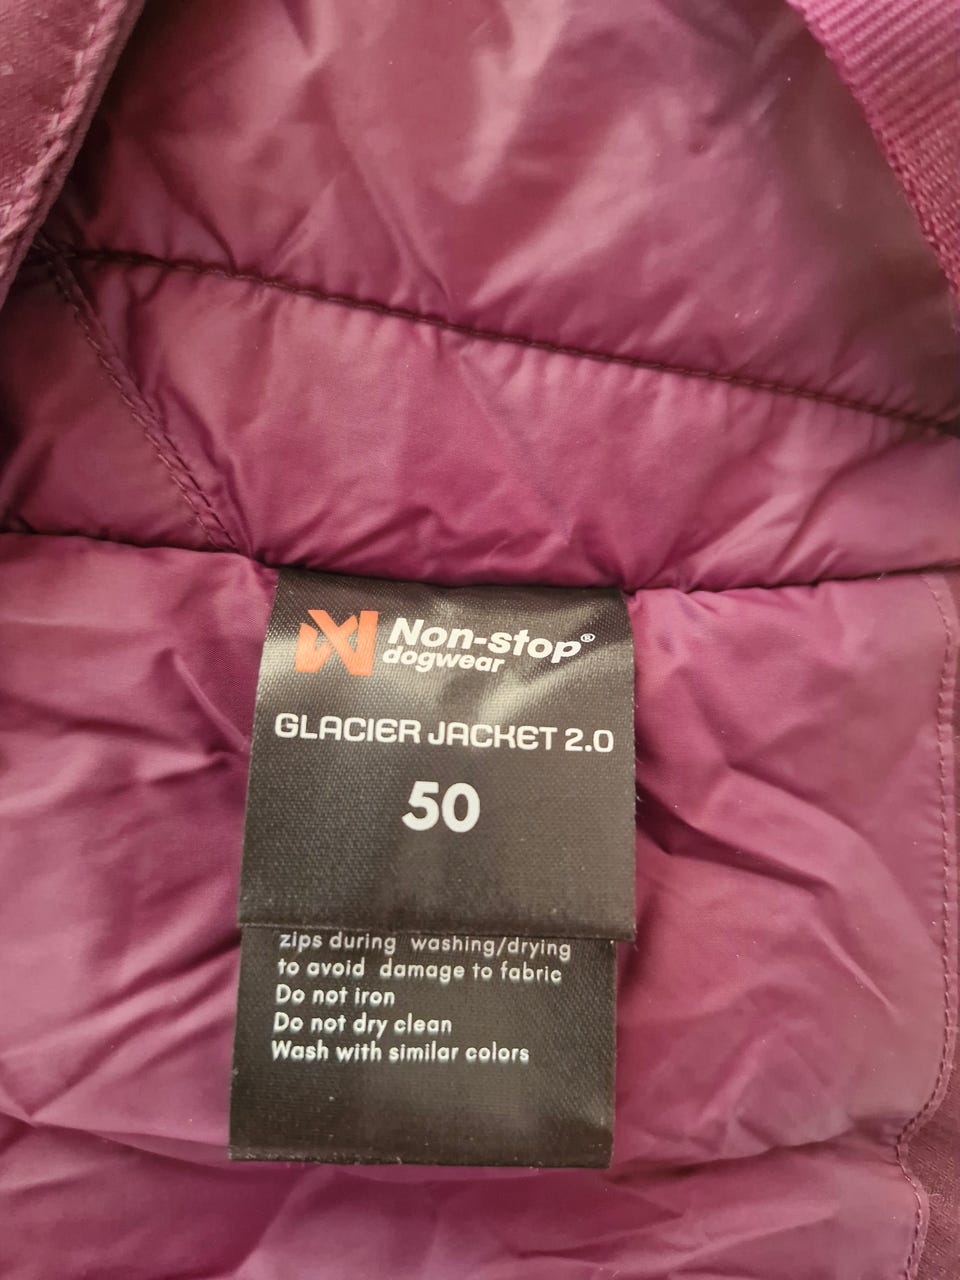 Non-stop®
dogwear
GLACIER JACKET 2.0
50
zips during washing/drying
to avoid damage to fabric
Do not iron
Do not dry clean
Wash with similar colors